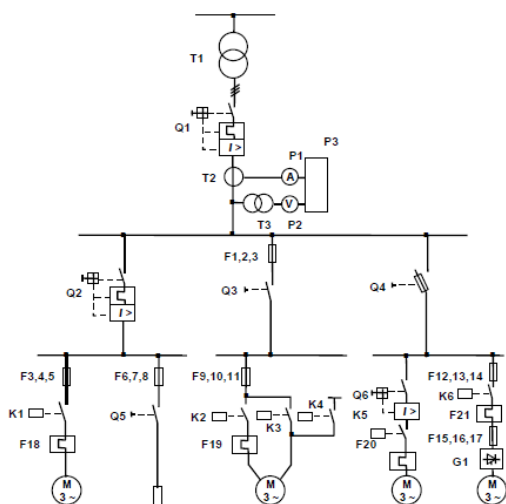 T1
Q1
I >
P3
P1
T2
A
V
T3
P2
F1,2,3
Q2
I >
Q3
Q4
F3,4,5
F6,7,8
F9,10,11
F12,13,14
Q6
K1
Q5
K2
K3
K4
K5
I >
K6
F21
F18
F19
F20
F15,16,17
G1
M
3 ~
M
3 ~
M
3 ~
M
3 ~